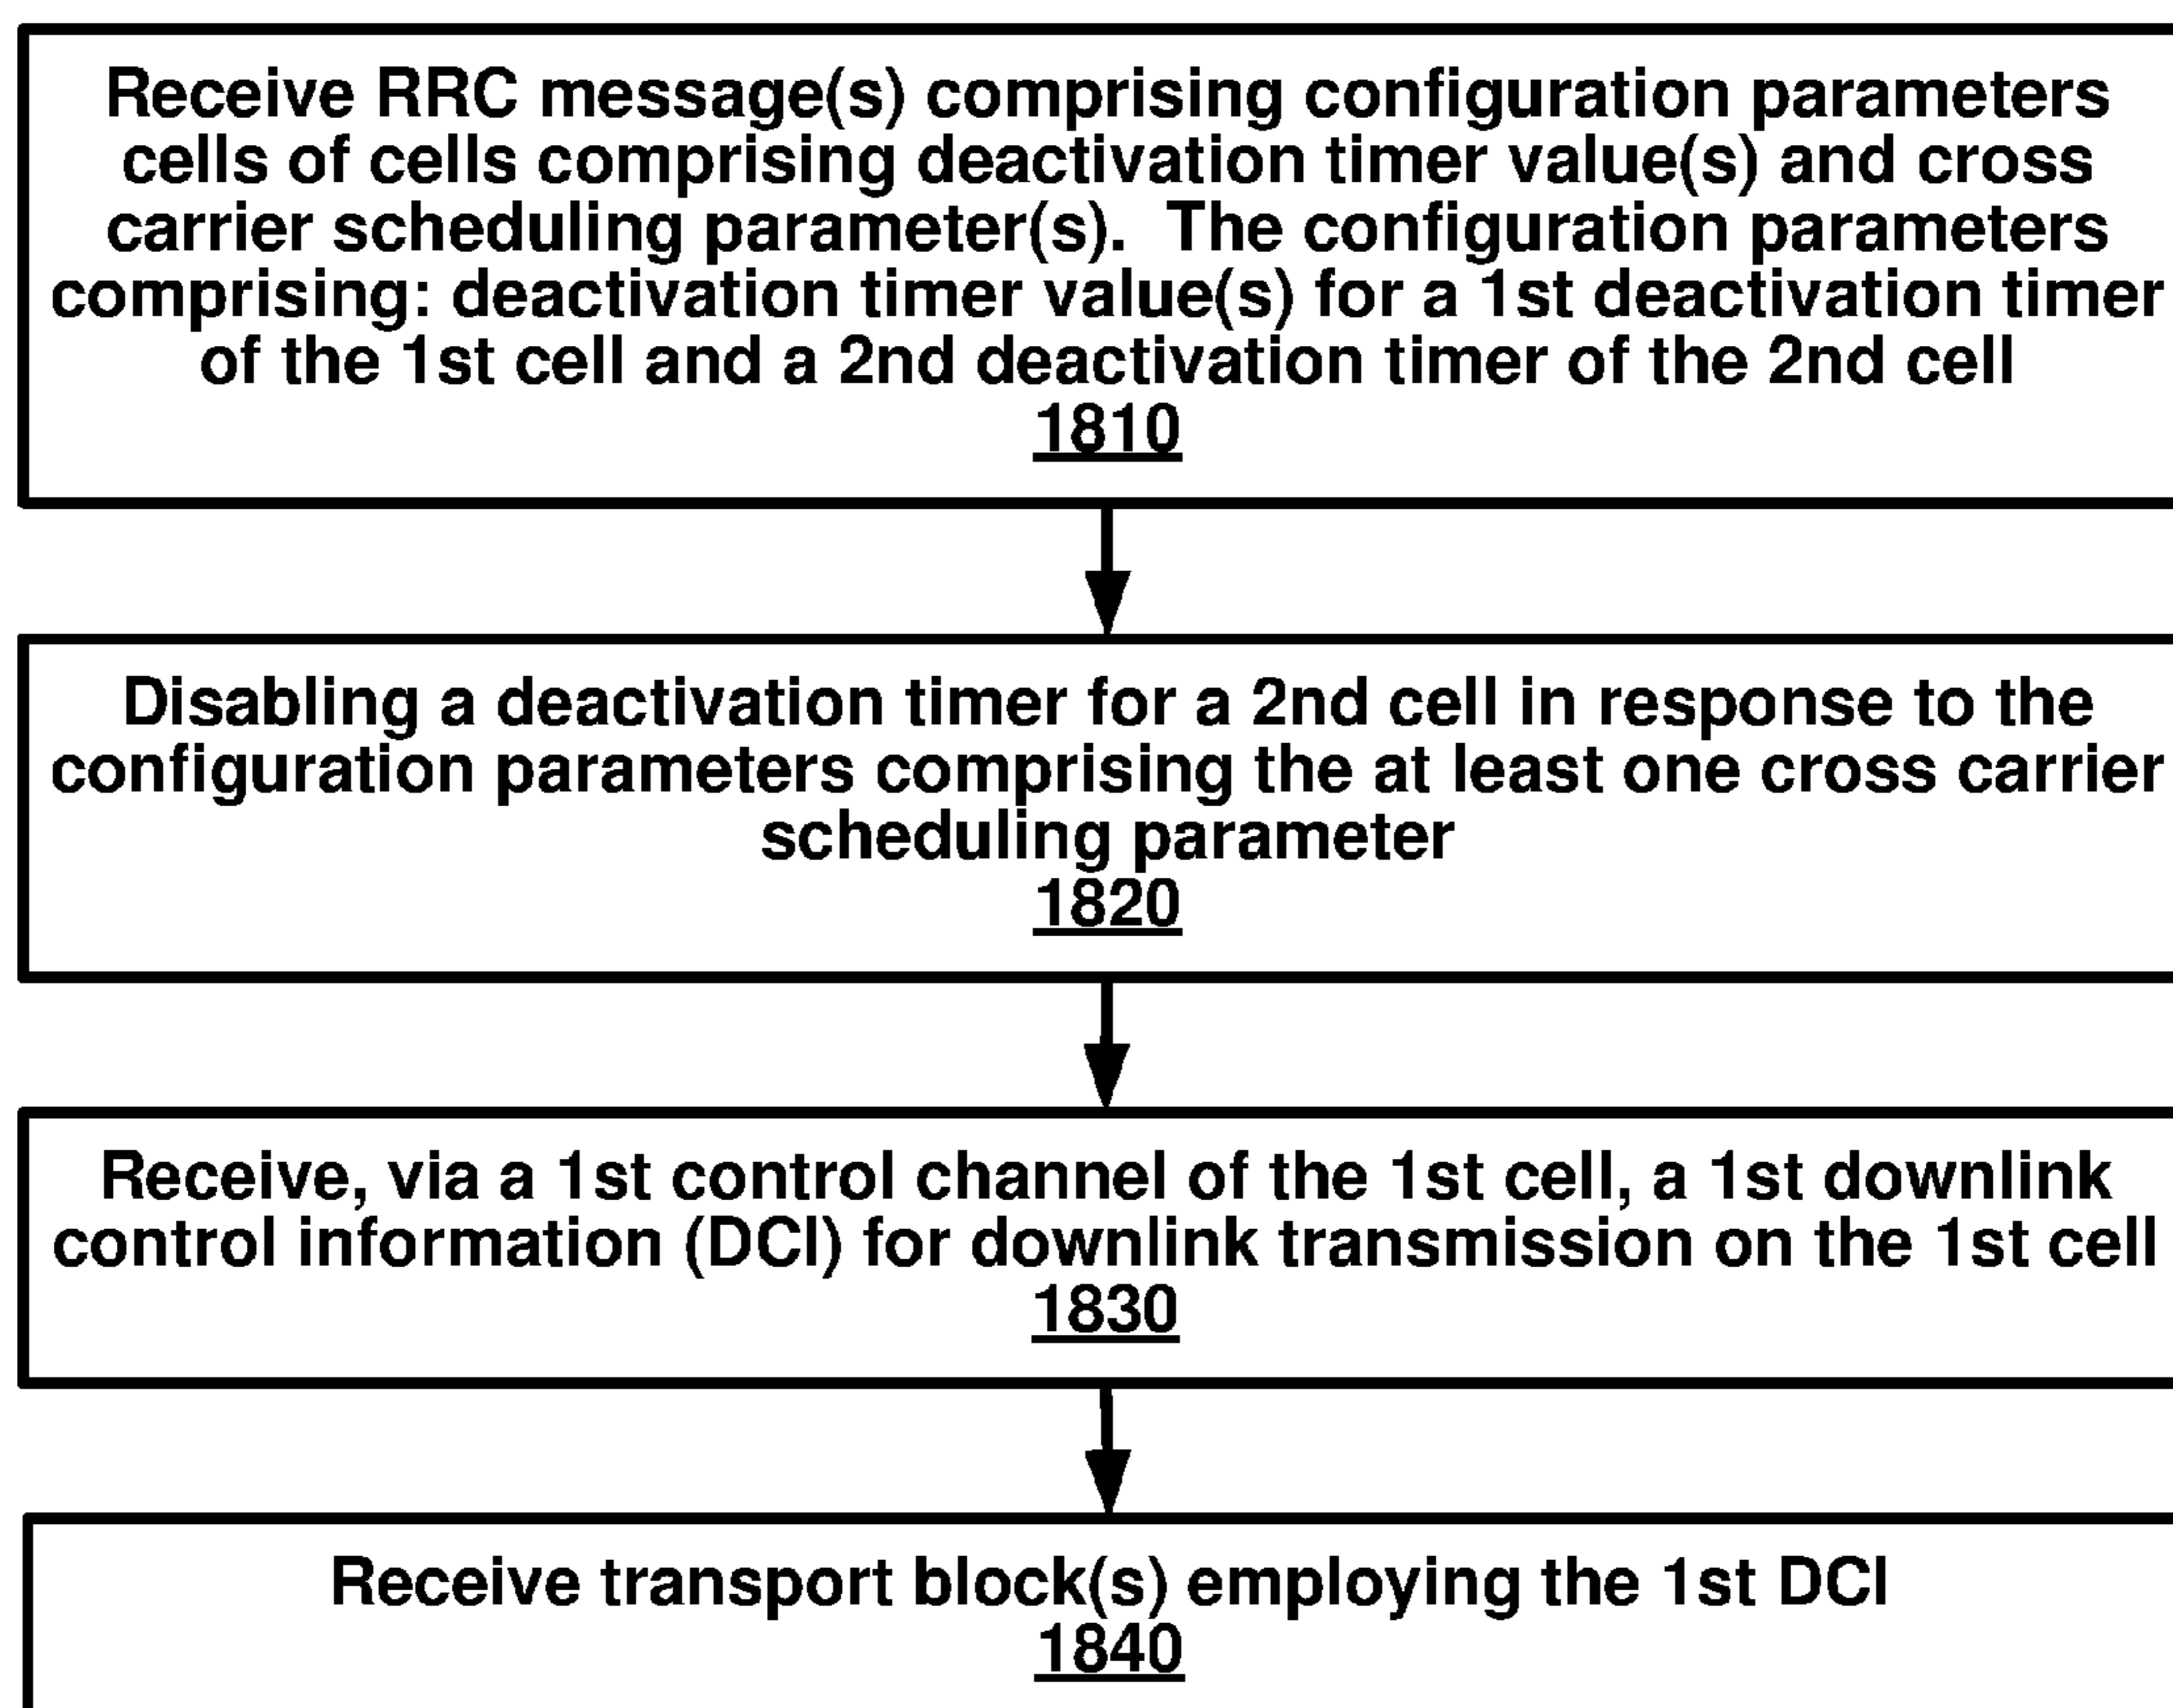 Receive RRC message(s) comprising configuration parameters
cells of cells comprising deactivation timer value(s) and cross
carrier scheduling parameter(s).  The configuration parameters
comprising: deactivation timer value(s) for a 1st deactivation timer
of the 1st cell and a 2nd deactivation timer of the 2nd cell
1810
Disabling a deactivation timer for a 2nd cell in response to the
configuration parameters comprising the at least one cross carrier
scheduling parameter
1820
Receive, via a 1st control channel of the 1st cell, a 1st downlink
control information (DCI) for downlink transmission on the 1st cell
1830
Receive transport block(s) employing the 1st DCI
1840